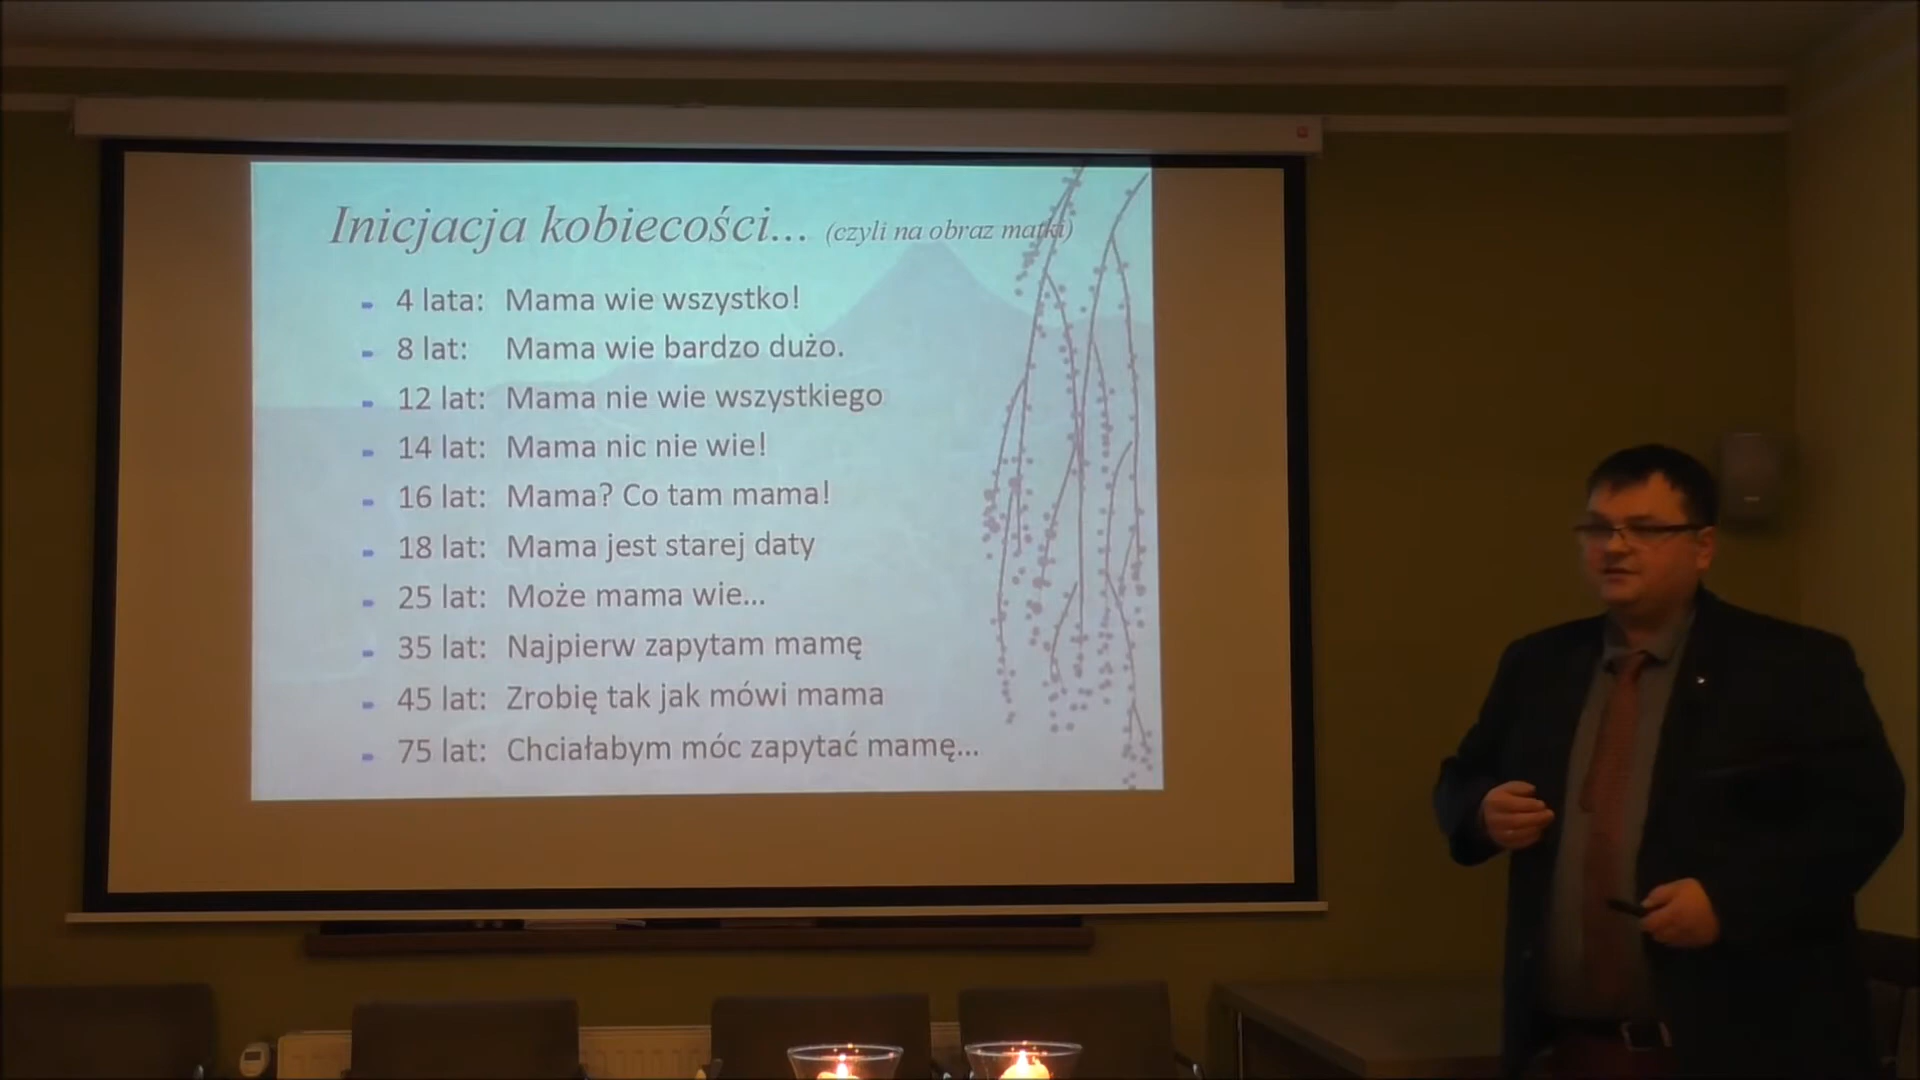 Inicjacja kobiecości... (czyli na obraz matki)
4 lata: Mama wie wszystko!
8 lat: Mama wie bardzo dużo.
12 lat: Mama nie wie wszystkiego
14 lat: Mama nic nie wie!
16 lat: Mama? Co tam mama!
18 lat: Mama jest starej daty
25 lat: Może mama wie...
35 lat: Najpierw zapytam mamę
45 lat: Zrobię tak jak mówi mama
75 lat: Chciałabym móc zapytać mamę...